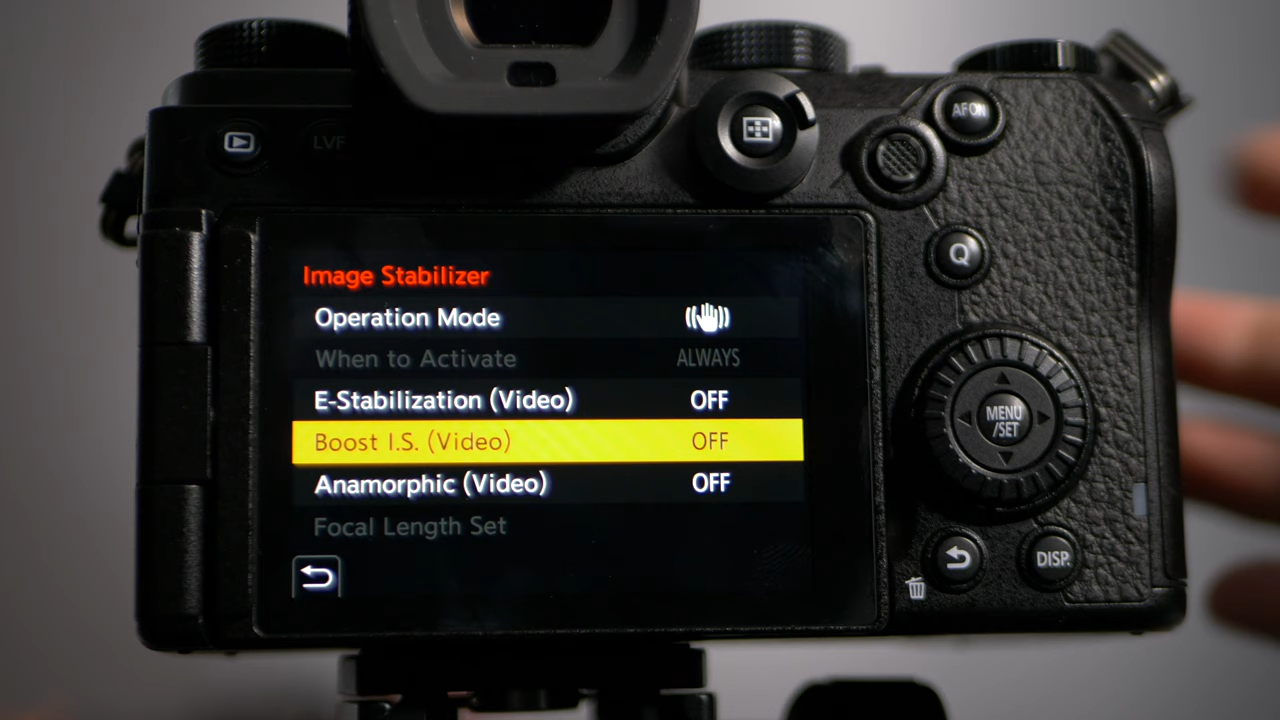 LVF
AF ON
Q
Image Stabilizer
Operation Mode
When to Activate ALWAYS
E-Stabilization (Video) OFF
Boost I.S. (Video) OFF
Anamorphic (Video) OFF
Focal Length Set
MENU
/SET
DISP.